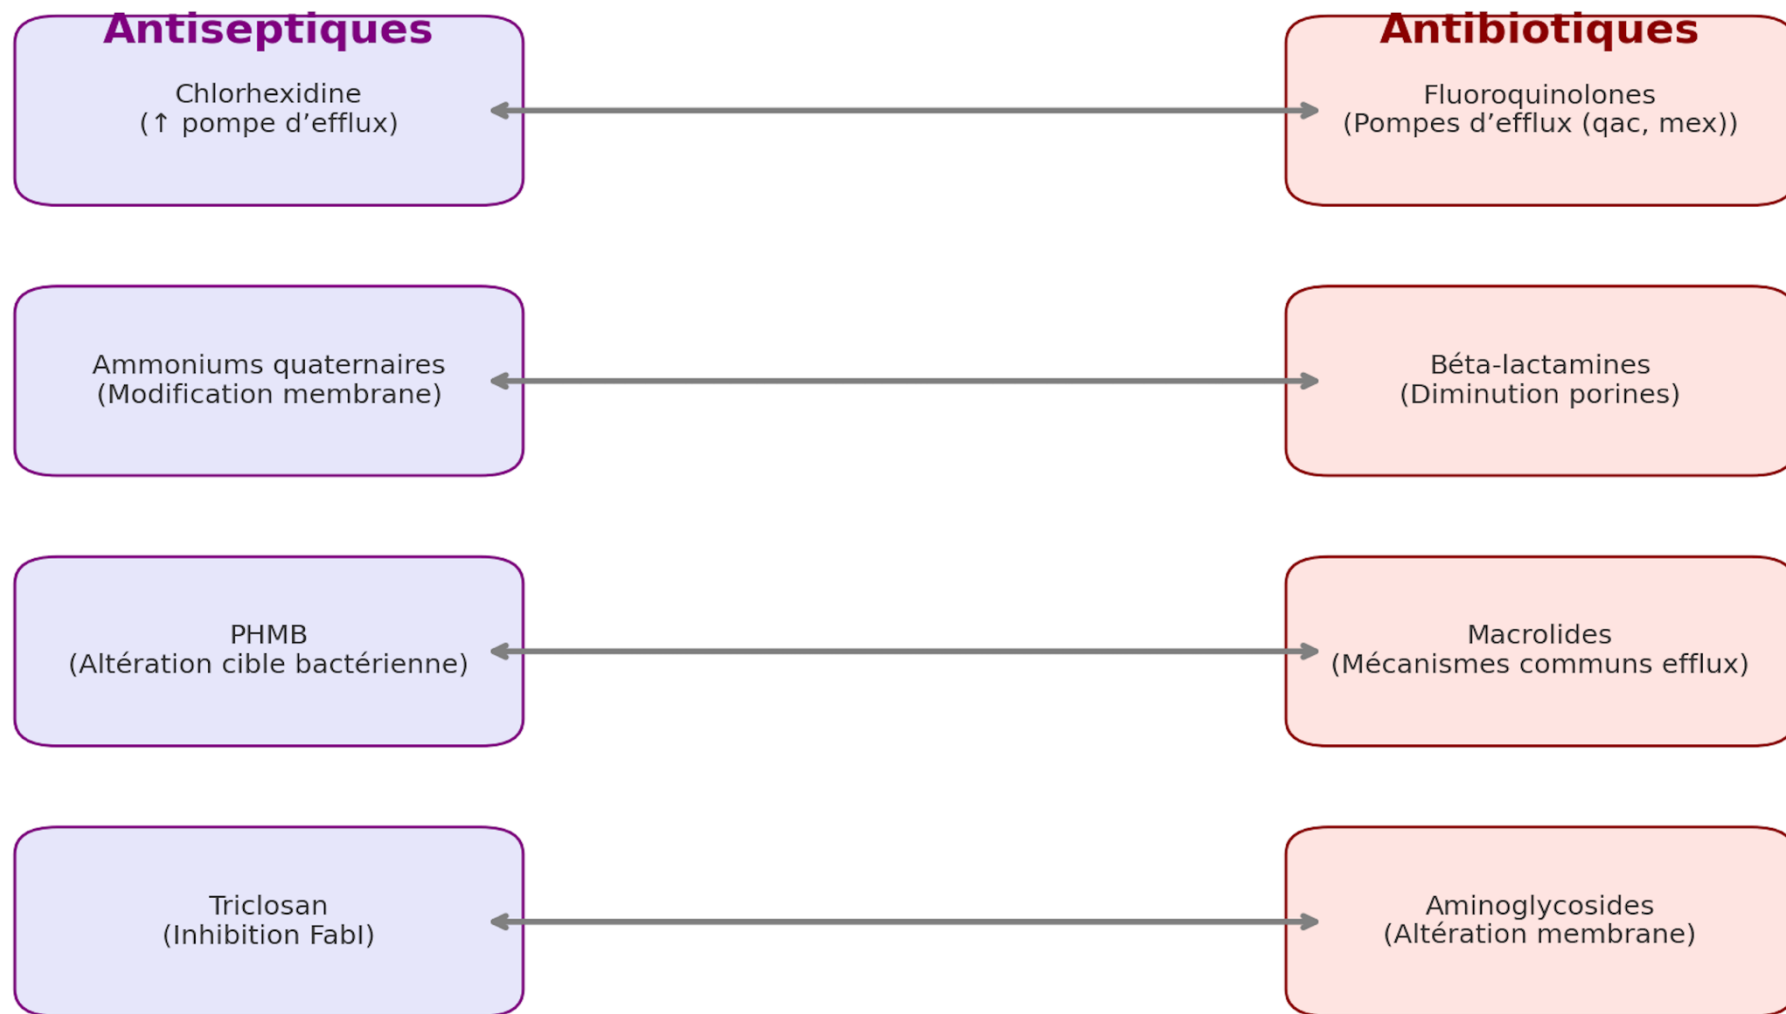 Antiseptiques
Antibiotiques
Chlorhexidine
(↑ pompe d’efflux)
Fluoroquinolones
(Pompes d’efflux (qac, mex))
Ammoniums quaternaires
(Modification membrane)
Béta-lactamines
(Diminution porines)
PHMB
(Altération cible bactérienne)
Macrolides
(Mécanismes communs efflux)
Triclosan
(Inhibition FabI)
Aminoglycosides
(Altération membrane)